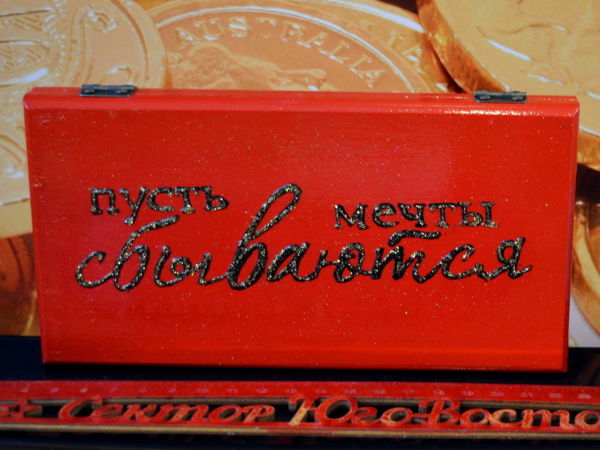 AUSTRALIA
пусть мечты
сбываются
Сектор Юго-Восто